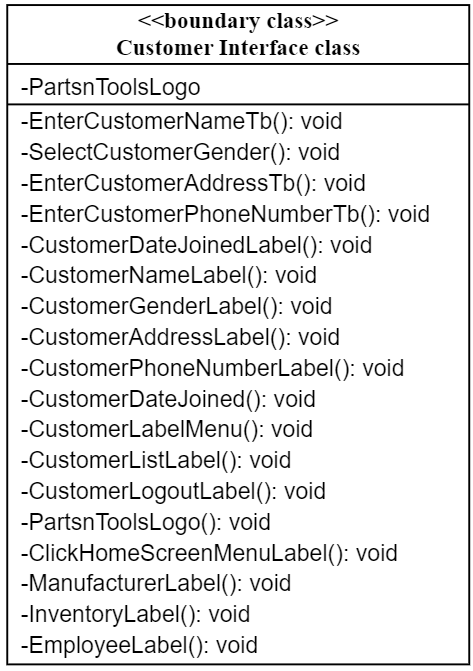 <<boundary class>>
Customer Interface class
-PartsnToolsLogo
-EnterCustomerNameTb(): void
-SelectCustomerGender(): void
-EnterCustomerAddressTb(): void
-EnterCustomerPhoneNumberTb(): void
-CustomerDateJoinedLabel(): void
-CustomerNameLabel(): void
-CustomerGenderLabel(): void
-CustomerAddressLabel(): void
-CustomerPhoneNumberLabel(): void
-CustomerDateJoined(): void
-CustomerLabelMenu(): void
-CustomerListLabel(): void
-CustomerLogoutLabel(): void
-PartsnToolsLogo(): void
-ClickHomeScreenMenuLabel(): void
-ManufacturerLabel(): void
-InventoryLabel(): void
-EmployeeLabel(): void